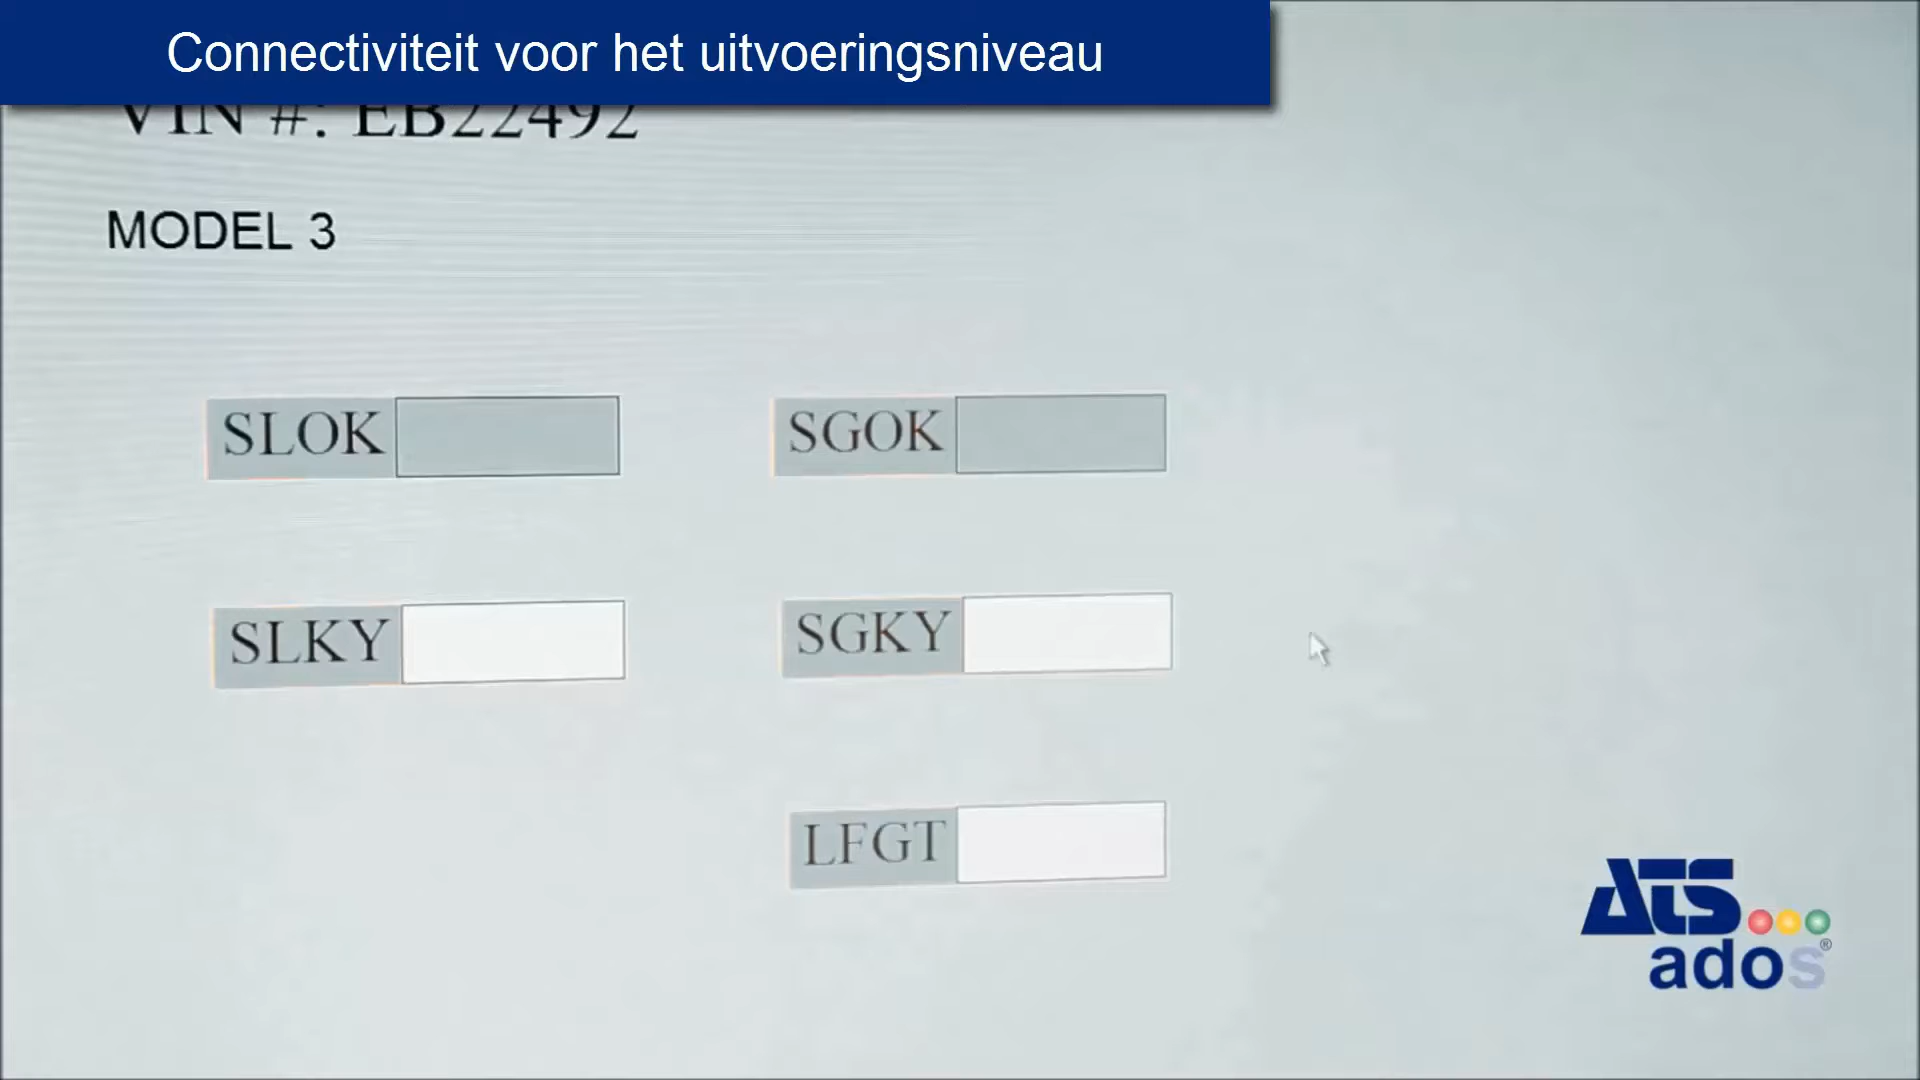 Connectiviteit voor het uitvoeringsniveau
VIN #: EB22492
MODEL 3
SLOK SGOK
SLKY SGKY
LFGT
ATS
ados®